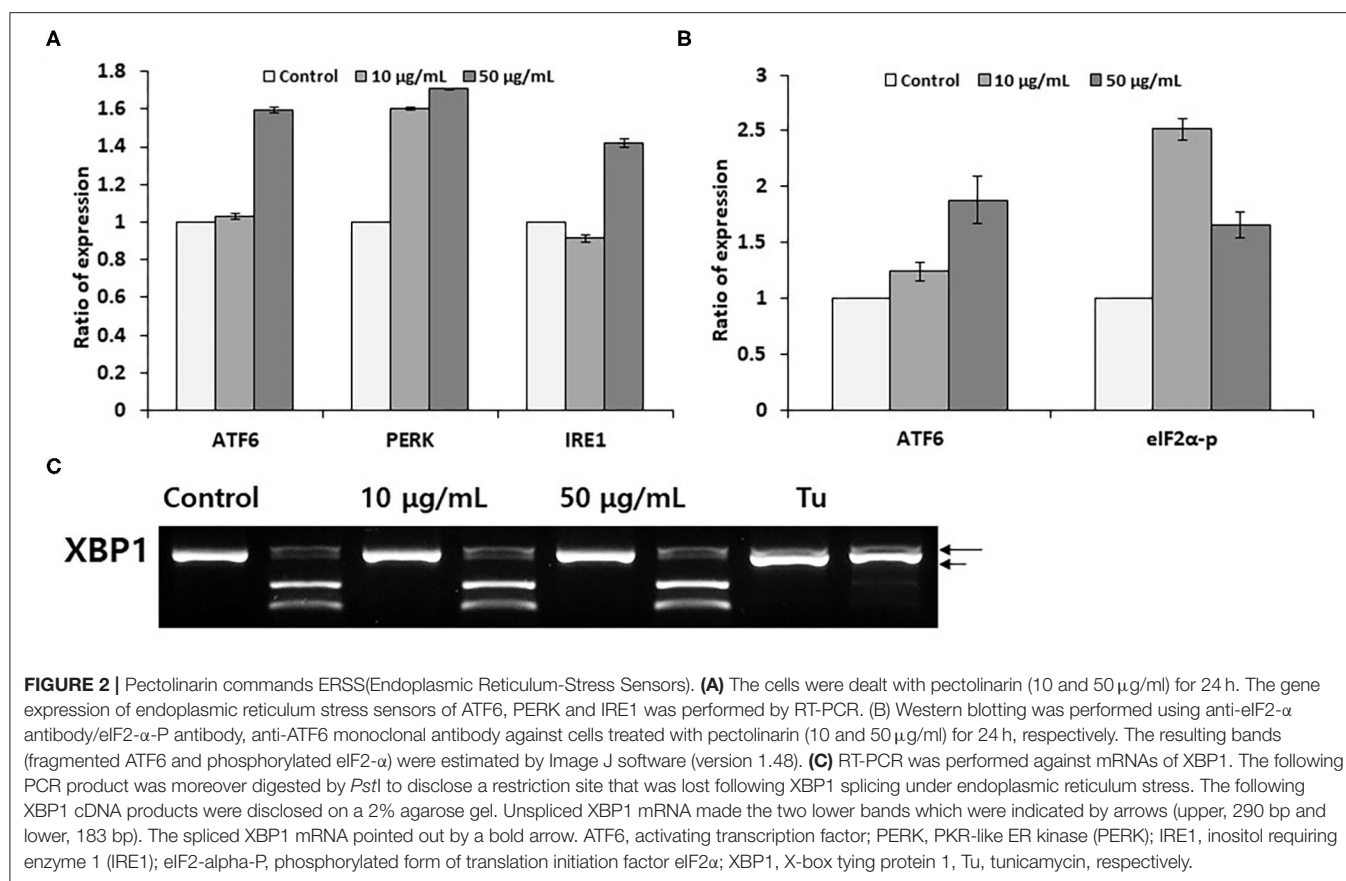 A
Control 10 µg/mL 50 µg/mL
1.8
1.6
1.4
1.2
1
0.8
0.6
0.4
0.2
0
Ratio of expression
ATF6 PERK IRE1
B
Control 10 µg/mL 50 µg/mL
3
2.5
2
1.5
1
0.5
0
Ratio of expression
ATF6 eIF2α-p
C
Control 10 µg/mL 50 µg/mL Tu
XBP1
FIGURE 2 | Pectolinarin commands ERSS(Endoplasmic Reticulum-Stress Sensors). (A) The cells were dealt with pectolinarin (10 and 50 µg/ml) for 24 h. The gene
expression of endoplasmic reticulum stress sensors of ATF6, PERK and IRE1 was performed by RT-PCR. (B) Western blotting was performed using anti-eIF2-α
antibody/eIF2-α-P antibody, anti-ATF6 monoclonal antibody against cells treated with pectolinarin (10 and 50 µg/ml) for 24 h, respectively. The resulting bands
(fragmented ATF6 and phosphorylated eIF2-α) were estimated by Image J software (version 1.48). (C) RT-PCR was performed against mRNAs of XBP1. The following
PCR product was moreover digested by PstI to disclose a restriction site that was lost following XBP1 splicing under endoplasmic reticulum stress. The following
XBP1 cDNA products were disclosed on a 2% agarose gel. Unspliced XBP1 mRNA made the two lower bands which were indicated by arrows (upper, 290 bp and
lower, 183 bp). The spliced XBP1 mRNA pointed out by a bold arrow. ATF6, activating transcription factor; PERK, PKR-like ER kinase (PERK); IRE1, inositol requiring
enzyme 1 (IRE1); eIF2-alpha-P, phosphorylated form of translation initiation factor eIF2α; XBP1, X-box tying protein 1, Tu, tunicamycin, respectively.